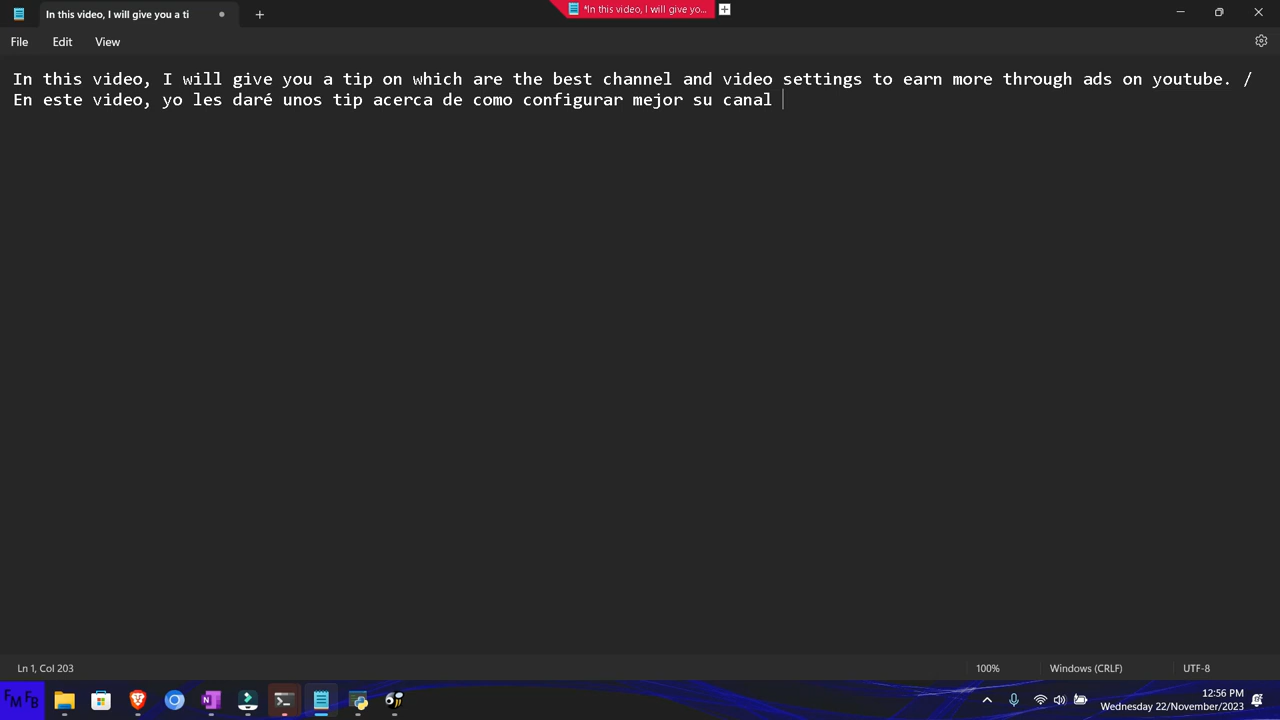 In this video, I will give you a ti
*In this video, I will give yo...
File Edit View
In this video, I will give you a tip on which are the best channel and video settings to earn more through ads on youtube. /
En este video, yo les daré unos tip acerca de como configurar mejor su canal
Ln 1, Col 203
100%
Windows (CRLF)
UTF-8
FM FB
12:56 PM
Wednesday 22/November/2023